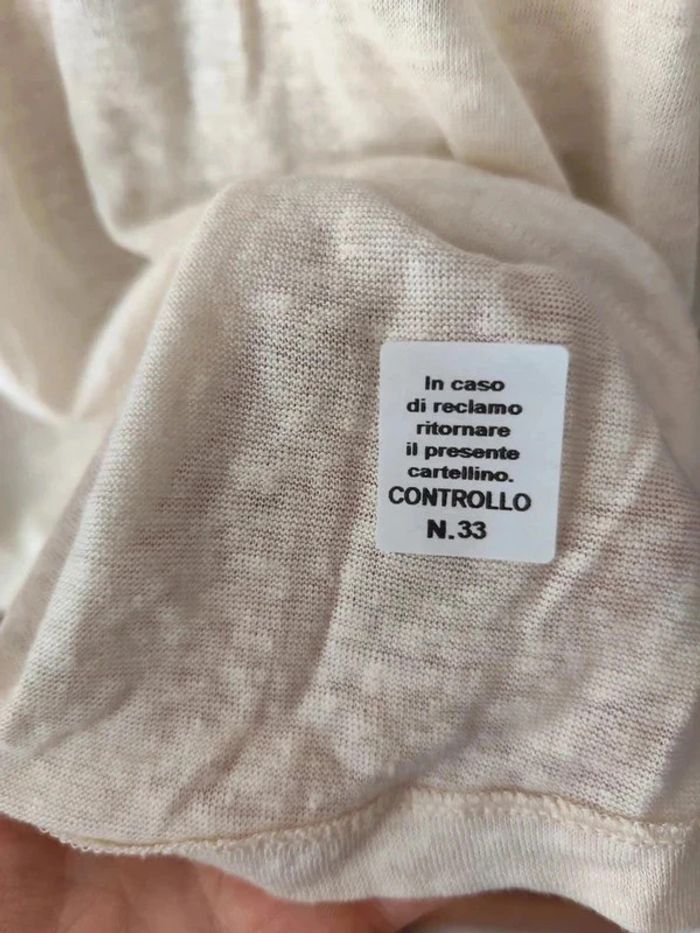 In caso
di reclamo
ritornare
il presente
cartellino.
CONTROLLO
N.33